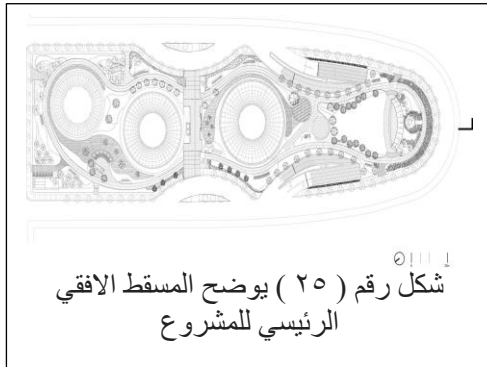 شكل رقم ( ٢٥ ) يوضح المسقط الافقي
الرئيسي للمشروع